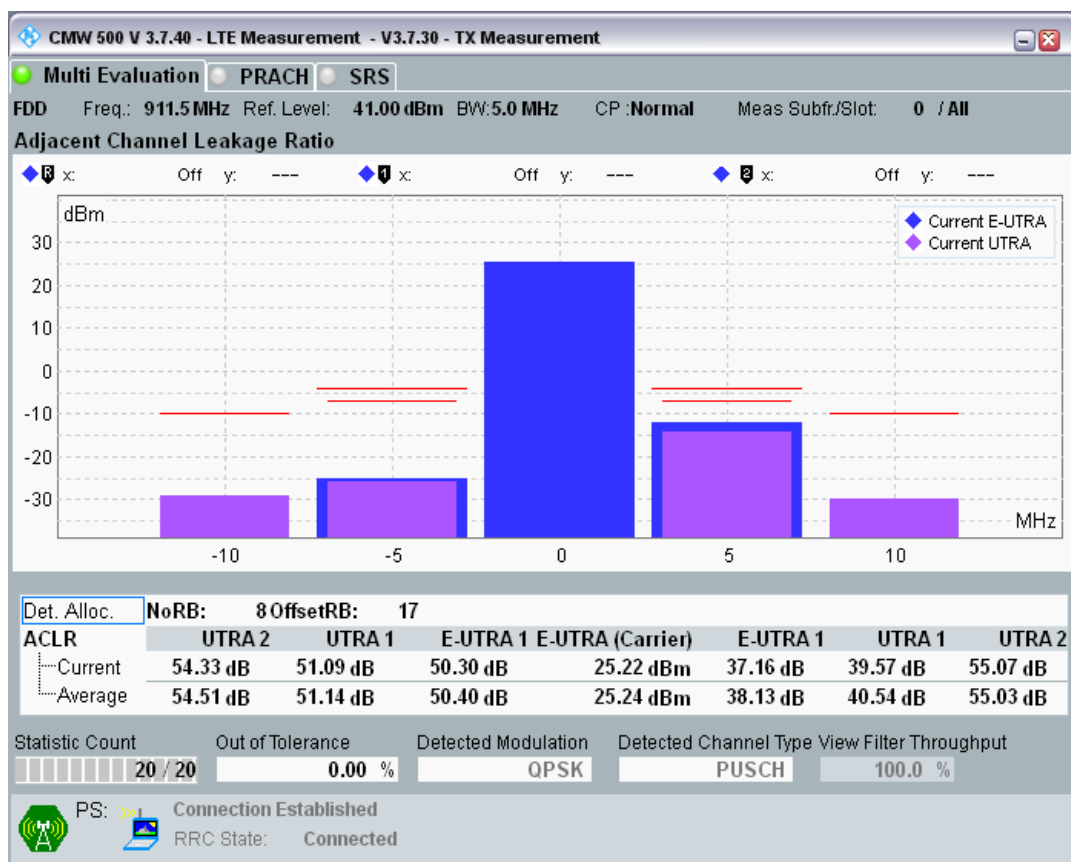 CMW 500 V 3.7.40 - LTE Measurement - V3.7.30 - TX Measurement
Multi Evaluation PRACH SRS
FDD Freq.: 911.5 MHz Ref. Level: 41.00 dBm BW: 5.0 MHz CP : Normal Meas Subfr./Slot: 0 / All
Adjacent Channel Leakage Ratio
R x: Off y: --- 1 x: Off y: --- 2 x: Off y: ---
dBm
Current E-UTRA
Current UTRA
30
20
10
0
-10
-20
-30
MHz
-10 -5 0 5 10
Det. Alloc. NoRB: 8 OffsetRB: 17
ACLR UTRA 2 UTRA 1 E-UTRA 1 E-UTRA (Carrier) E-UTRA 1 UTRA 1 UTRA 2
Current 54.33 dB 51.09 dB 50.30 dB 25.22 dBm 37.16 dB 39.57 dB 55.07 dB
Average 54.51 dB 51.14 dB 50.40 dB 25.24 dBm 38.13 dB 40.54 dB 55.03 dB
Statistic Count Out of Tolerance Detected Modulation Detected Channel Type View Filter Throughput
20 / 20 0.00 % QPSK PUSCH 100.0 %
PS: Connection Established
RRC State: Connected